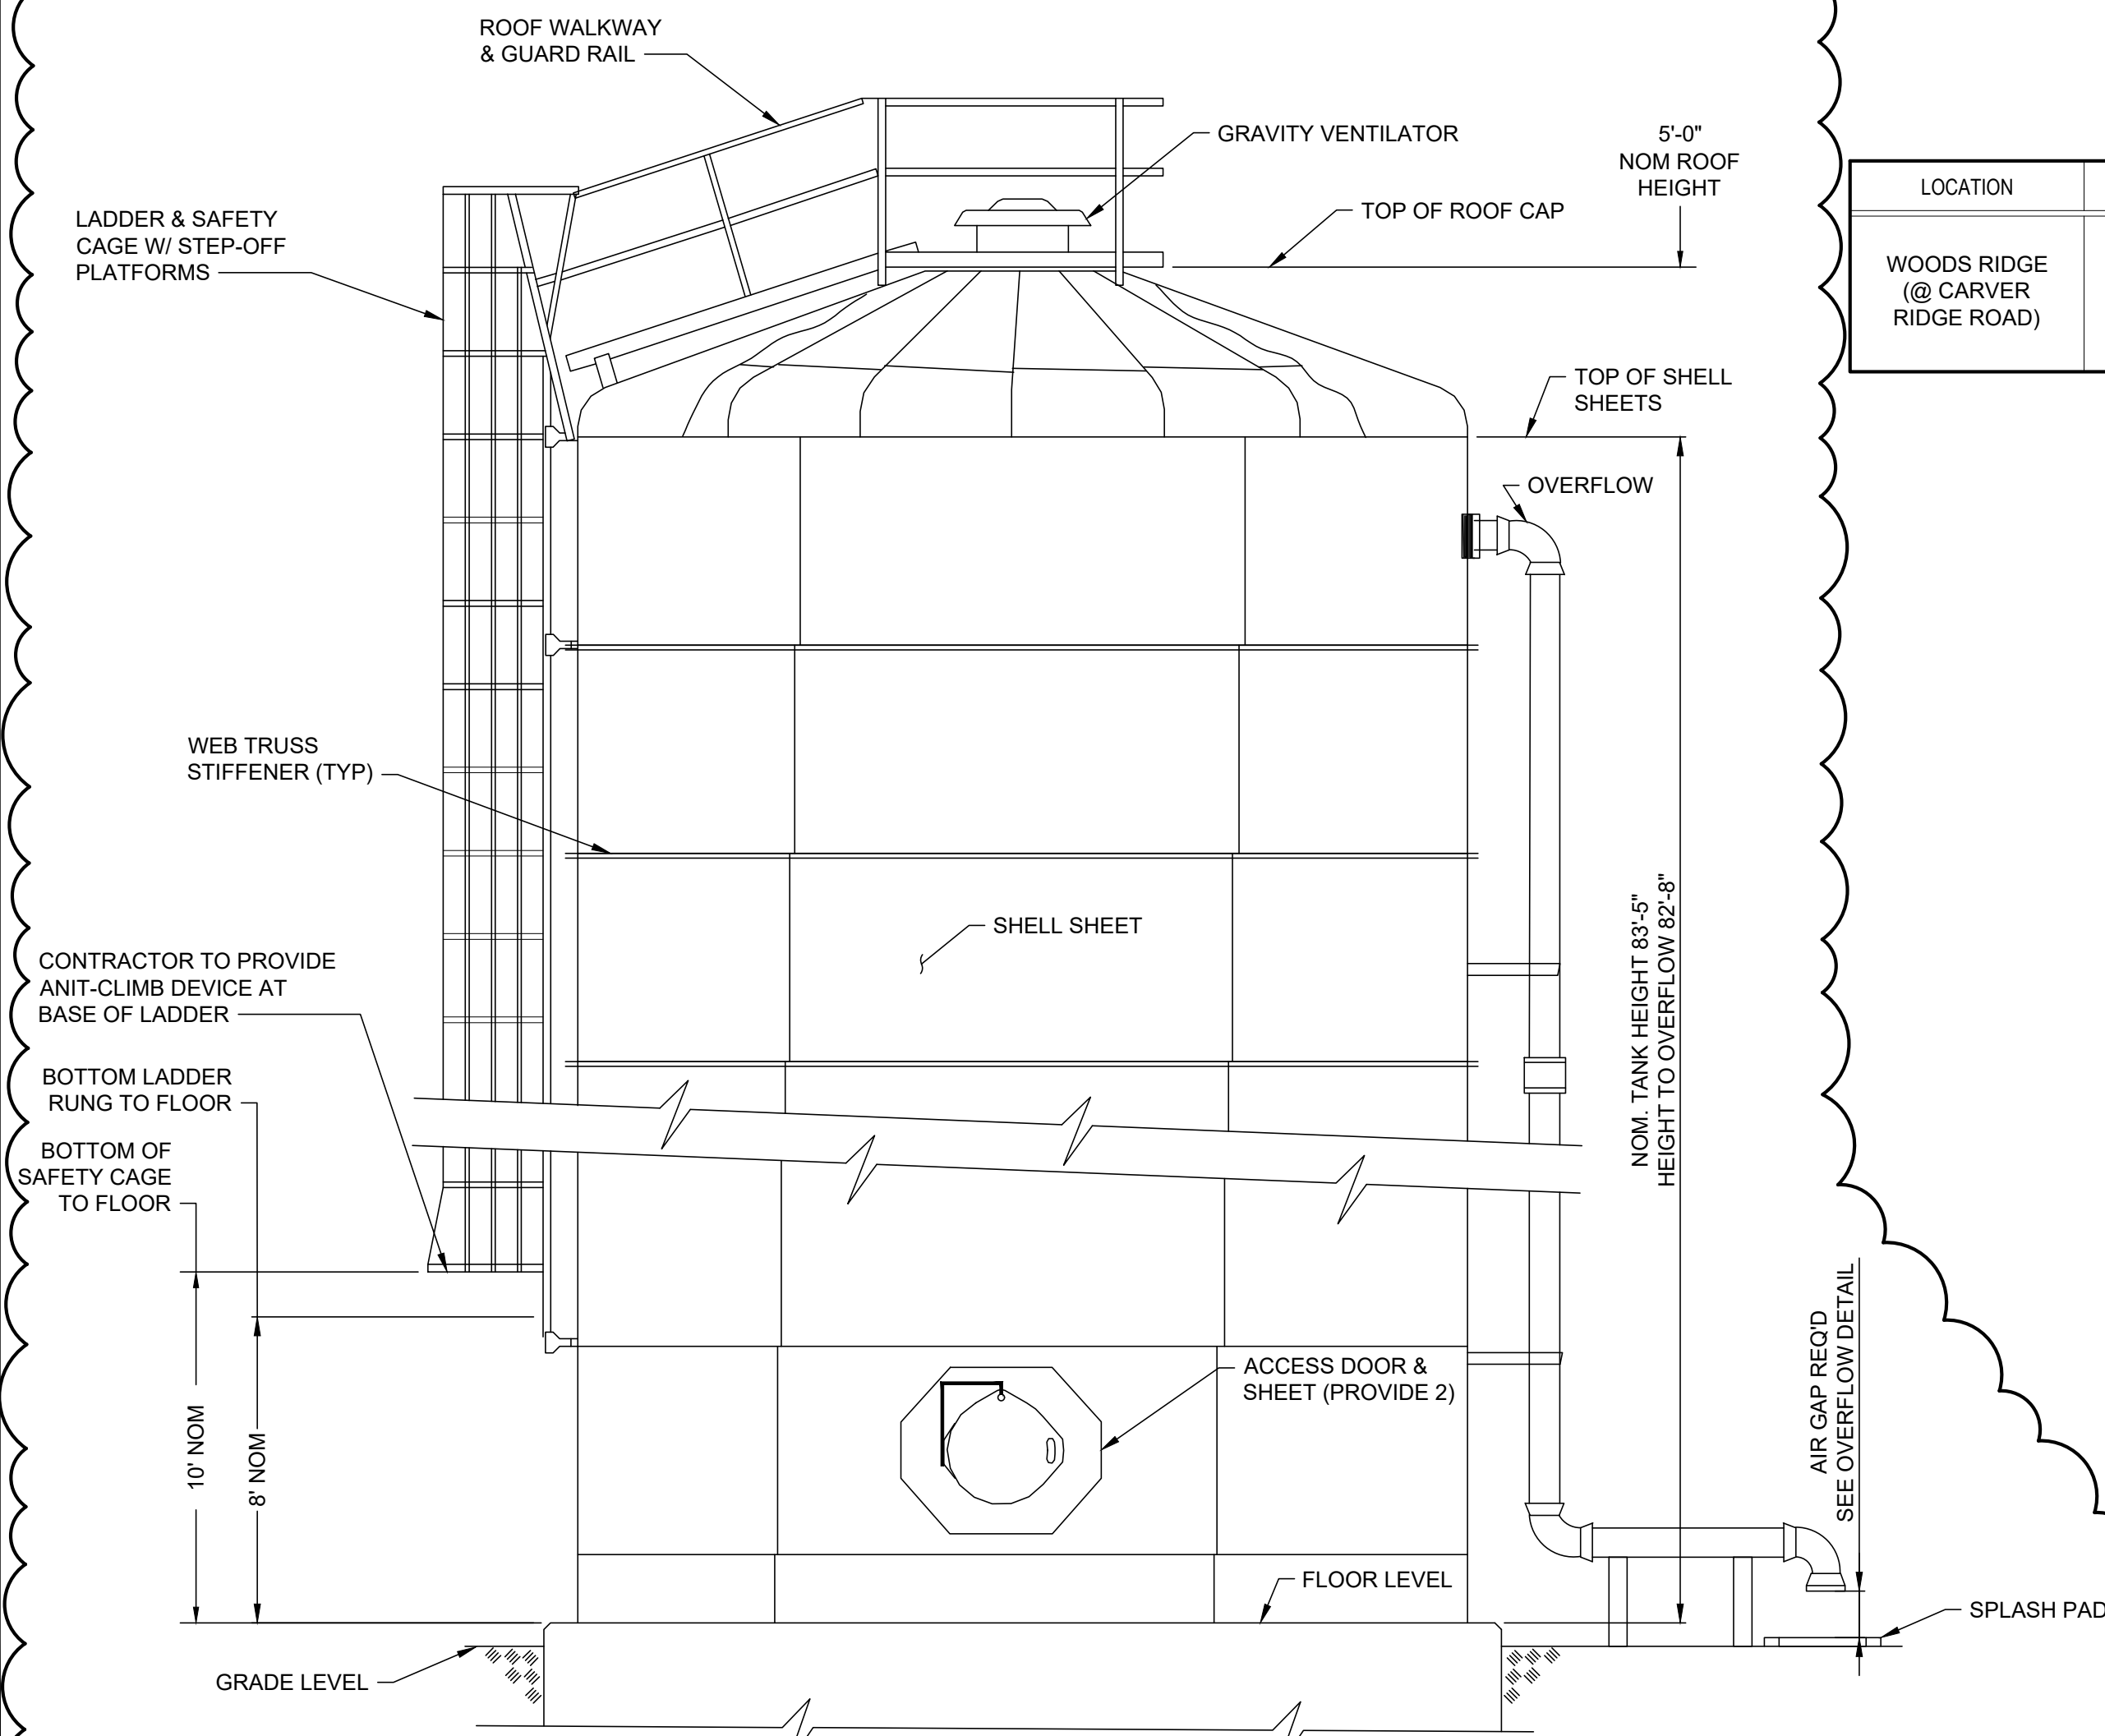 ROOF WALKWAY
& GUARD RAIL
GRAVITY VENTILATOR
5'-0"
NOM ROOF
HEIGHT
LOCATION
LADDER & SAFETY
CAGE W/ STEP-OFF
PLATFORMS
TOP OF ROOF CAP
WOODS RIDGE
(@ CARVER
RIDGE ROAD)
TOP OF SHELL
SHEETS
OVERFLOW
WEB TRUSS
STIFFENER (TYP)
SHELL SHEET
NOM. TANK HEIGHT 83'-5"
HEIGHT TO OVERFLOW 82'-8"
CONTRACTOR TO PROVIDE
ANIT-CLIMB DEVICE AT
BASE OF LADDER
BOTTOM LADDER
RUNG TO FLOOR
BOTTOM OF
SAFETY CAGE
TO FLOOR
10' NOM
8' NOM
ACCESS DOOR &
SHEET (PROVIDE 2)
AIR GAP REQ'D
SEE OVERFLOW DETAIL
FLOOR LEVEL
SPLASH PAD
GRADE LEVEL